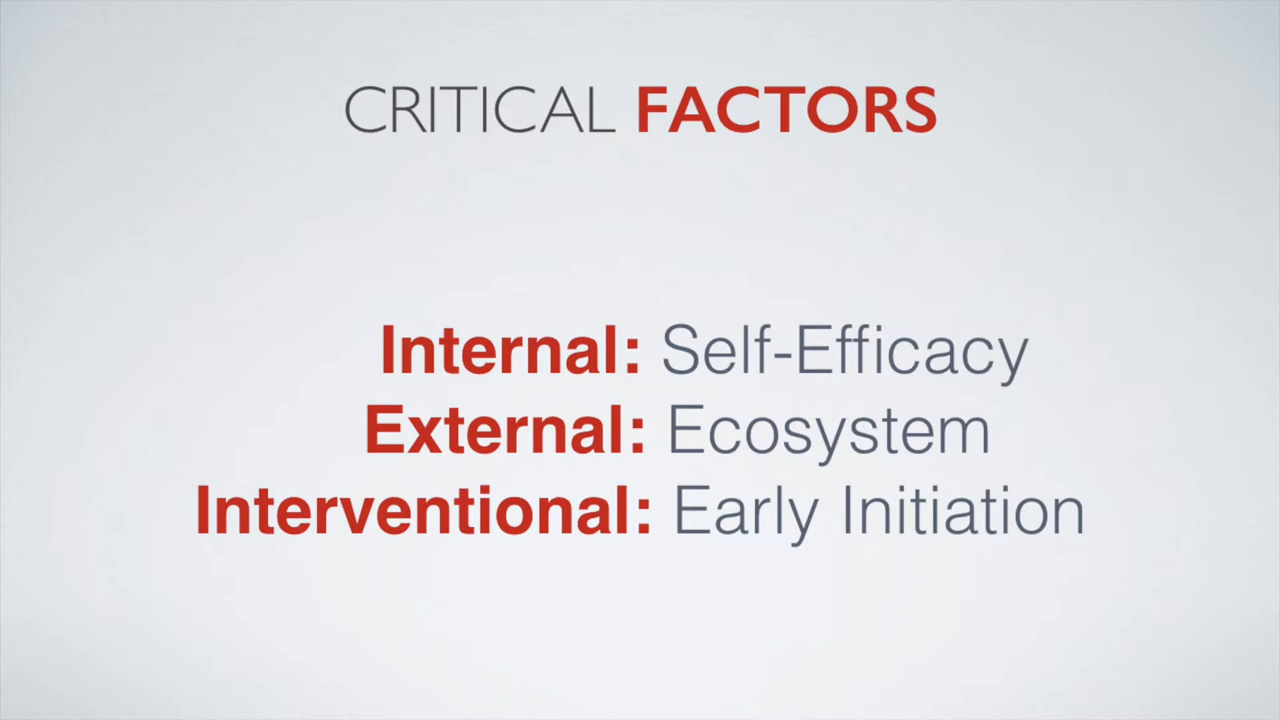 CRITICAL FACTORS
Internal: Self-Efficacy
External: Ecosystem
Interventional: Early Initiation